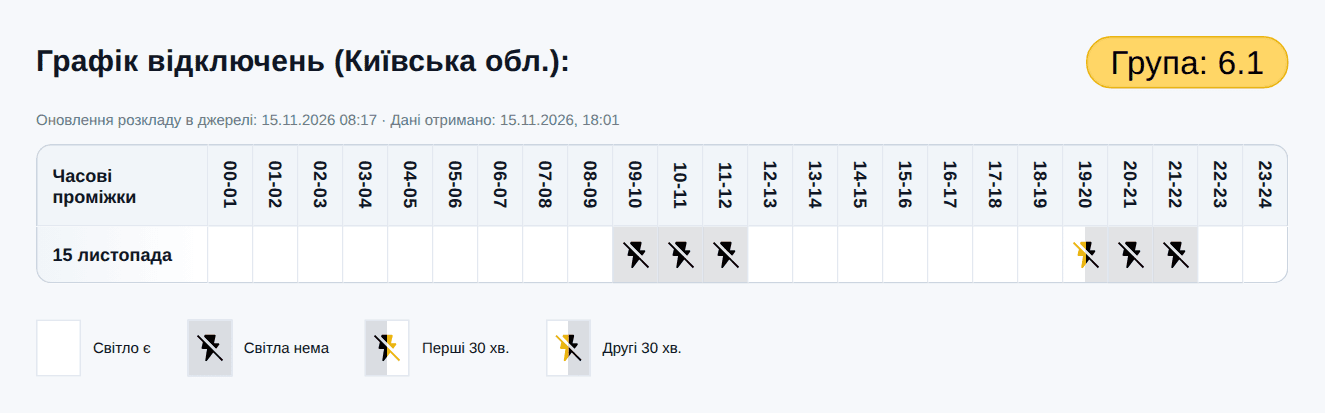 Графік відключень (Київська обл.):
Група: 6.1
Оновлення розкладу в джерелі: 15.11.2026 08:17 · Дані отримано: 15.11.2026, 18:01
Часові
проміжки
00-01
01-02
02-03
03-04
04-05
05-06
06-07
07-08
08-09
09-10
10-11
11-12
12-13
13-14
14-15
15-16
16-17
17-18
18-19
19-20
20-21
21-22
22-23
23-24
15 листопада
Світло є
Світла нема
Перші 30 хв.
Другі 30 хв.